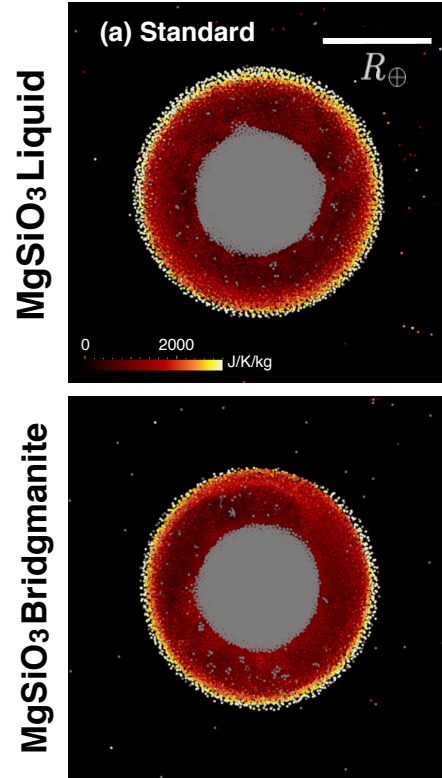 MgSiO3 Liquid
(a) Standard
R⊕
0 2000
J/K/kg
MgSiO3 Bridgmanite